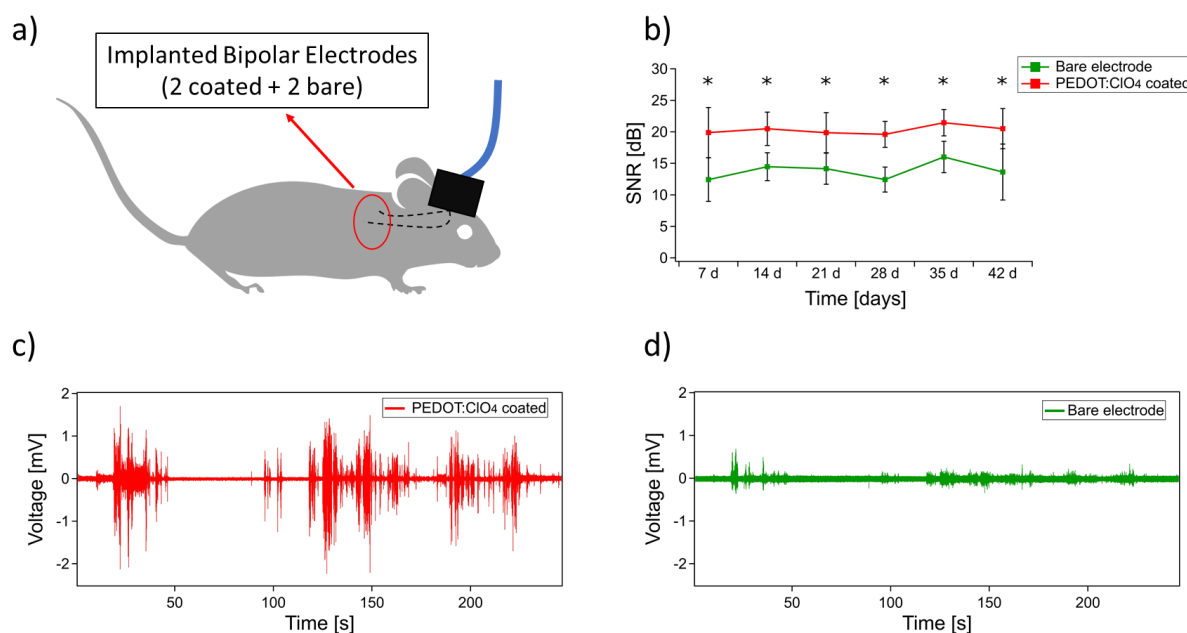 a)
Implanted Bipolar Electrodes
(2 coated + 2 bare)
b)
Bare electrode
PEDOT:ClO4 coated
30
25
20
15
10
5
0
SNR [dB]
* * * * * *
7 d 14 d 21 d 28 d 35 d 42 d
Time [days]
c)
PEDOT:ClO4 coated
2
1
0
-1
-2
Voltage [mV]
50 100 150 200
Time [s]
d)
Bare electrode
2
1
0
-1
-2
Voltage [mV]
50 100 150 200
Time [s]